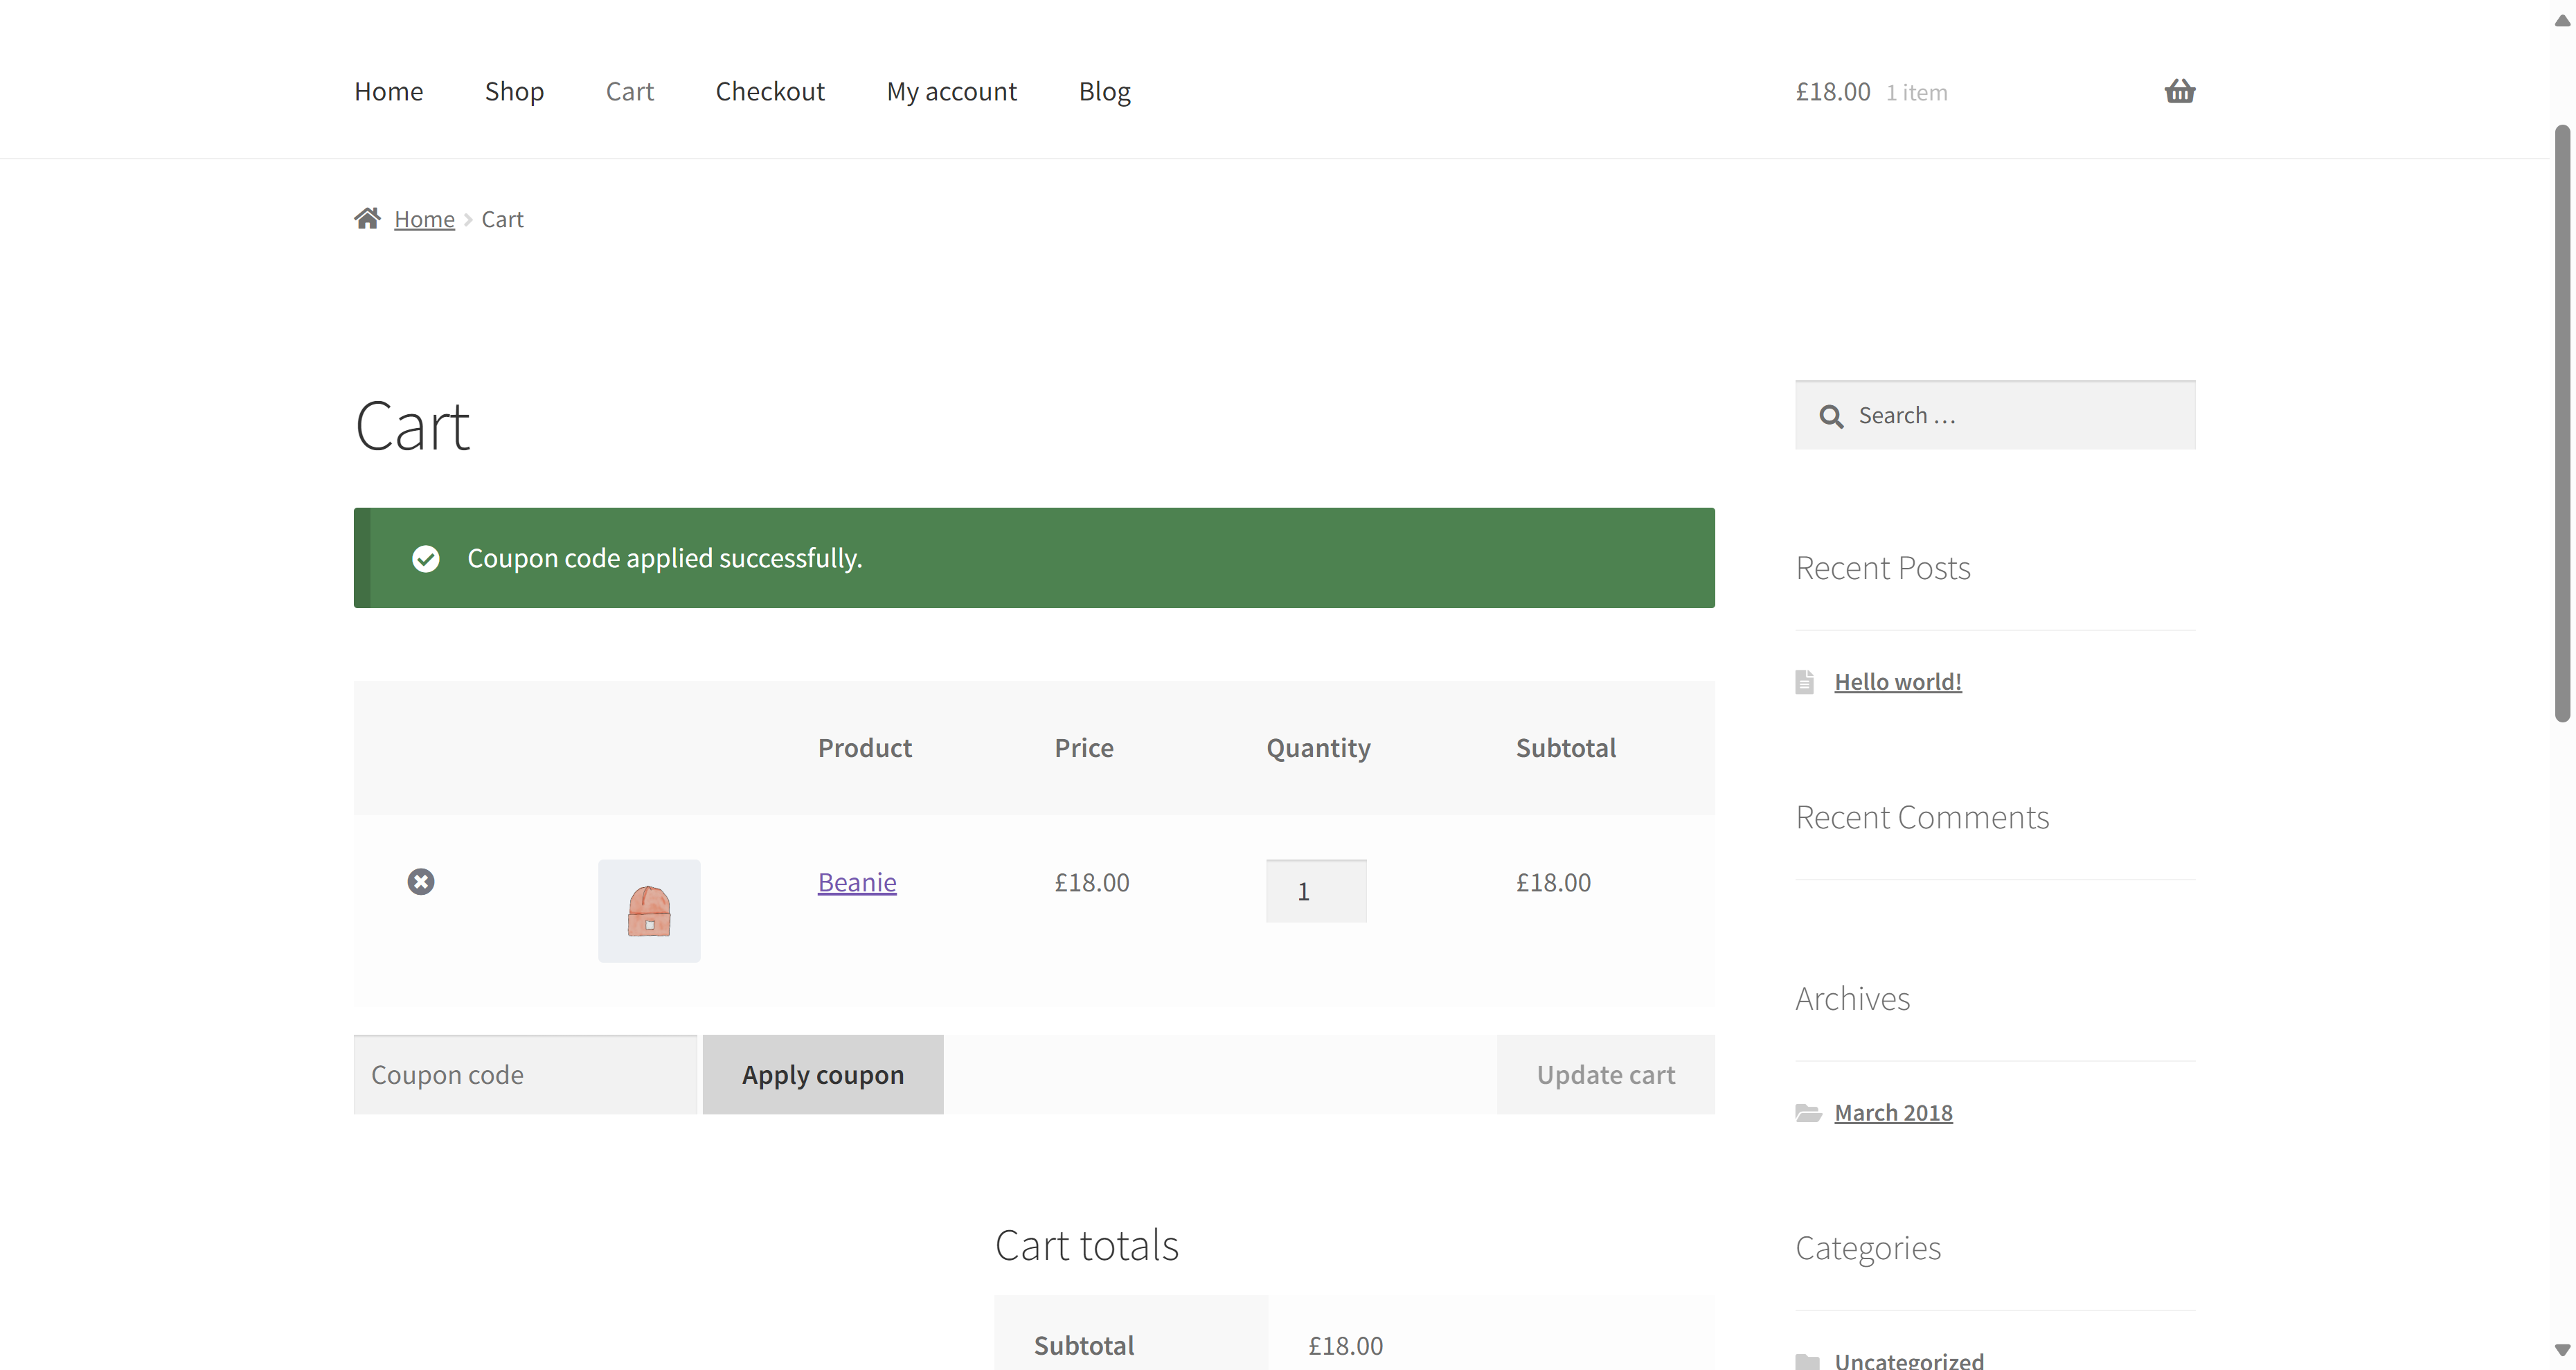 Home Shop Cart Checkout My account Blog £18.00 1 item
Home Cart
Cart
Search …
Coupon code applied successfully.
Recent Posts
Hello world!
Product Price Quantity Subtotal
Recent Comments
Beanie £18.00 1 £18.00
Archives
Coupon code Apply coupon Update cart
March 2018
Cart totals
Categories
Subtotal £18.00
Uncategorized